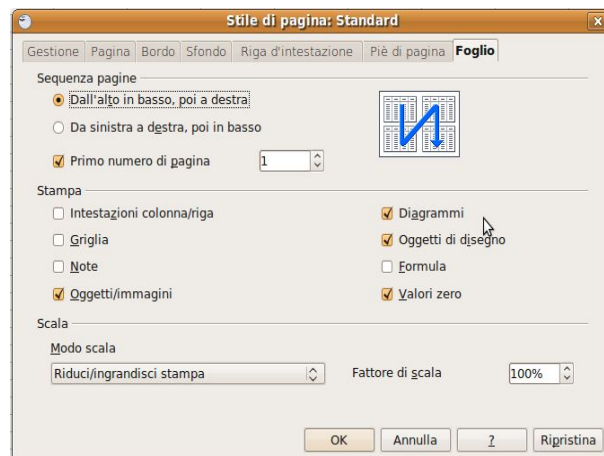 Stile di pagina: Standard
Gestione Pagina Bordo Sfondo Riga d'intestazione Piè di pagina Foglio
Sequenza pagine
Dall'alto in basso, poi a destra
Da sinistra a destra, poi in basso
Primo numero di pagina 1
Stampa
Intestazioni colonna/riga Diagrammi
Griglia Oggetti di disegno
Note Formula
Oggetti/immagini Valori zero
Scala
Modo scala
Riduci/ingrandisci stampa Fattore di scala 100%
OK Annulla ? Ripristina